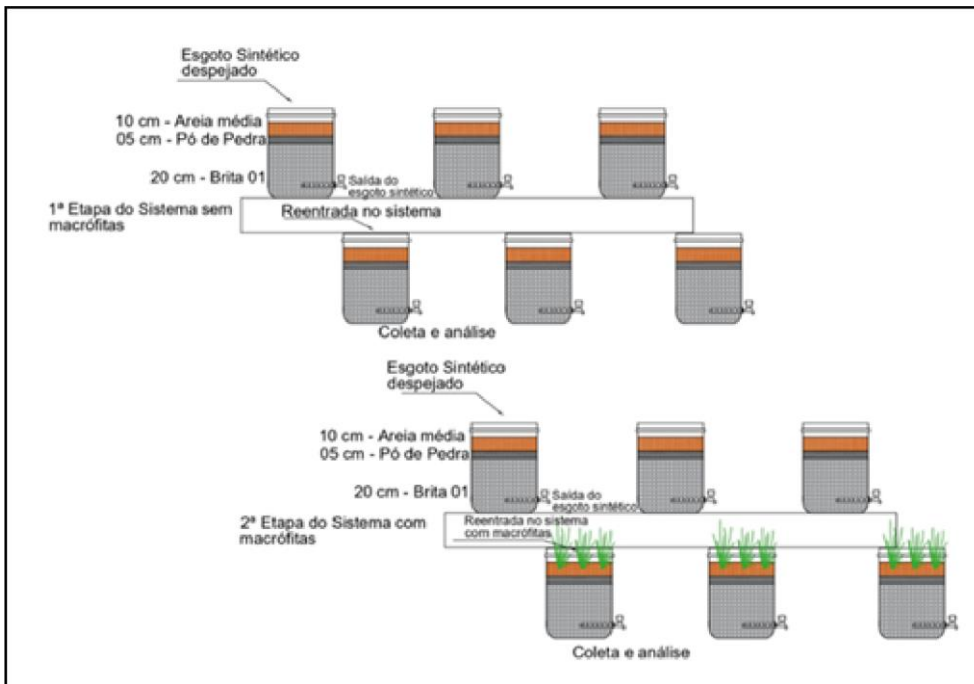 Esgoto Sintético
despejado
10 cm - Areia média
05 cm - Pó de Pedra
20 cm - Brita 01
Saída do
esgoto sintético
1ª Etapa do Sistema sem
macrófitas
Reentrada no sistema
Coleta e análise
Esgoto Sintético
despejado
10 cm - Areia média
05 cm - Pó de Pedra
20 cm - Brita 01
Saída do
esgoto sintético
2ª Etapa do Sistema com
macrófitas
Reentrada no sistema
com macrófitas
Coleta e análise